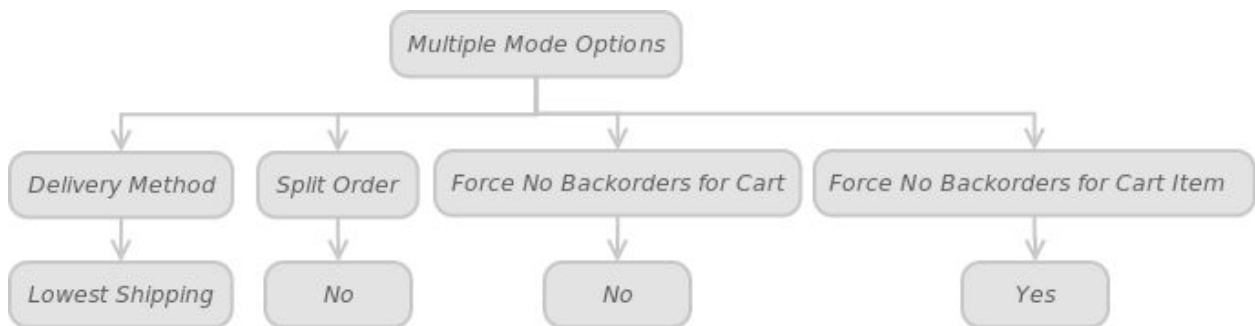 Multiple Mode Options
Delivery Method
Split Order
Force No Backorders for Cart
Force No Backorders for Cart Item
Lowest Shipping
No
No
Yes